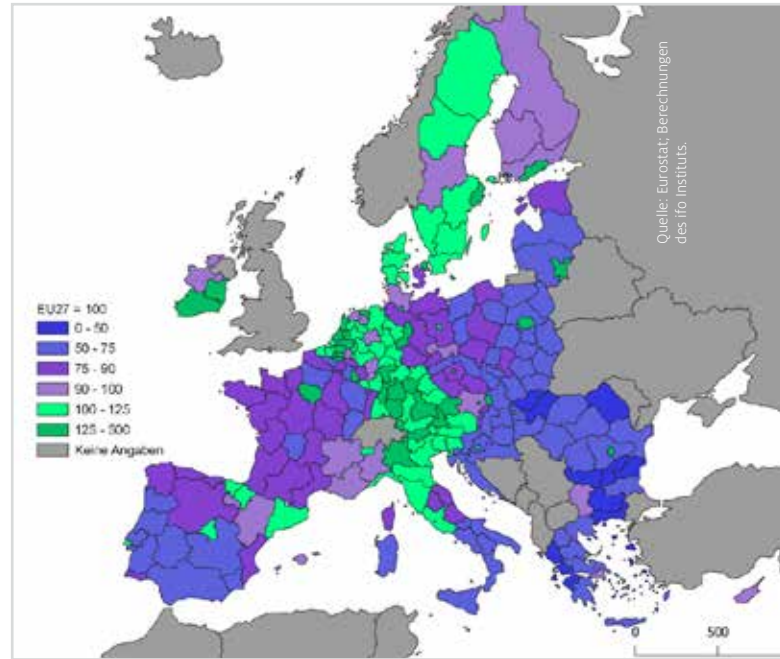 Quelle: Eurostat; Berechnungen
des ifo Instituts.
EU27 = 100
0 - 50
50 - 75
75 - 90
90 - 100
100 - 125
125 - 500
Keine Angaben
0 500